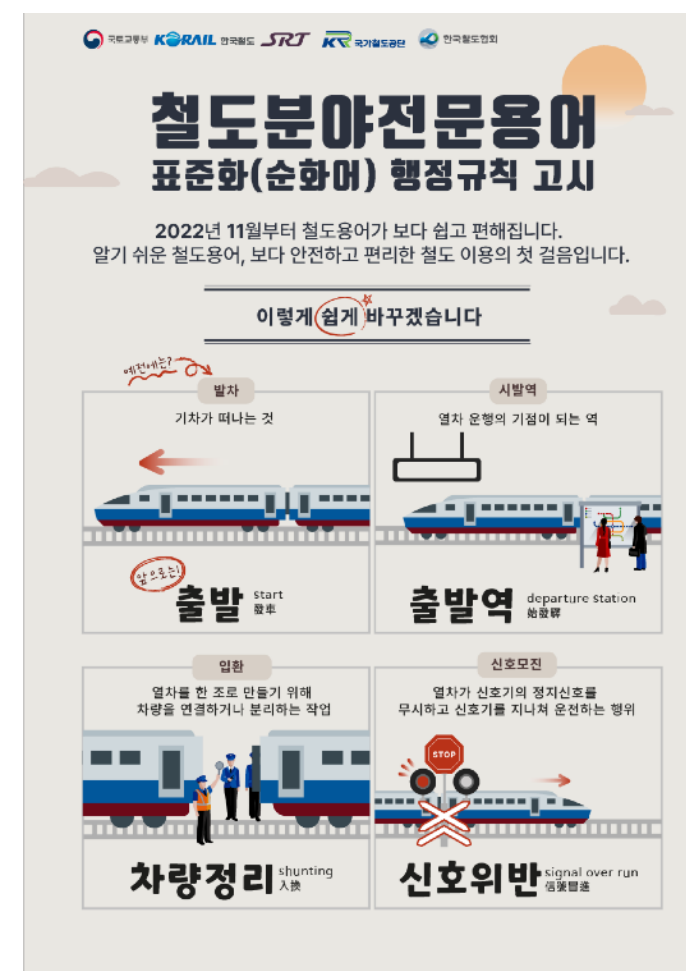 국토교통부 KORAIL 한국철도 SRT KR 국가철도공단 한국철도협회
철도분야전문용어
표준화(순화어) 행정규칙 고시
2022년 11월부터 철도용어가 보다 쉽고 편해집니다.
알기 쉬운 철도용어, 보다 안전하고 편리한 철도 이용의 첫 걸음입니다.
이렇게 쉽게 바꾸겠습니다
예전에는?
발차
기차가 떠나는 것
앞으로는!
출발 start
發車
시발역
열차 운행의 기점이 되는 역
출발역 departure station
始發驛
입환
열차를 한 조로 만들기 위해
차량을 연결하거나 분리하는 작업
차량정리 shunting
入換
신호모진
열차가 신호기의 정지신호를
무시하고 신호기를 지나쳐 운전하는 행위
STOP
신호위반 signal over run
信號冒進